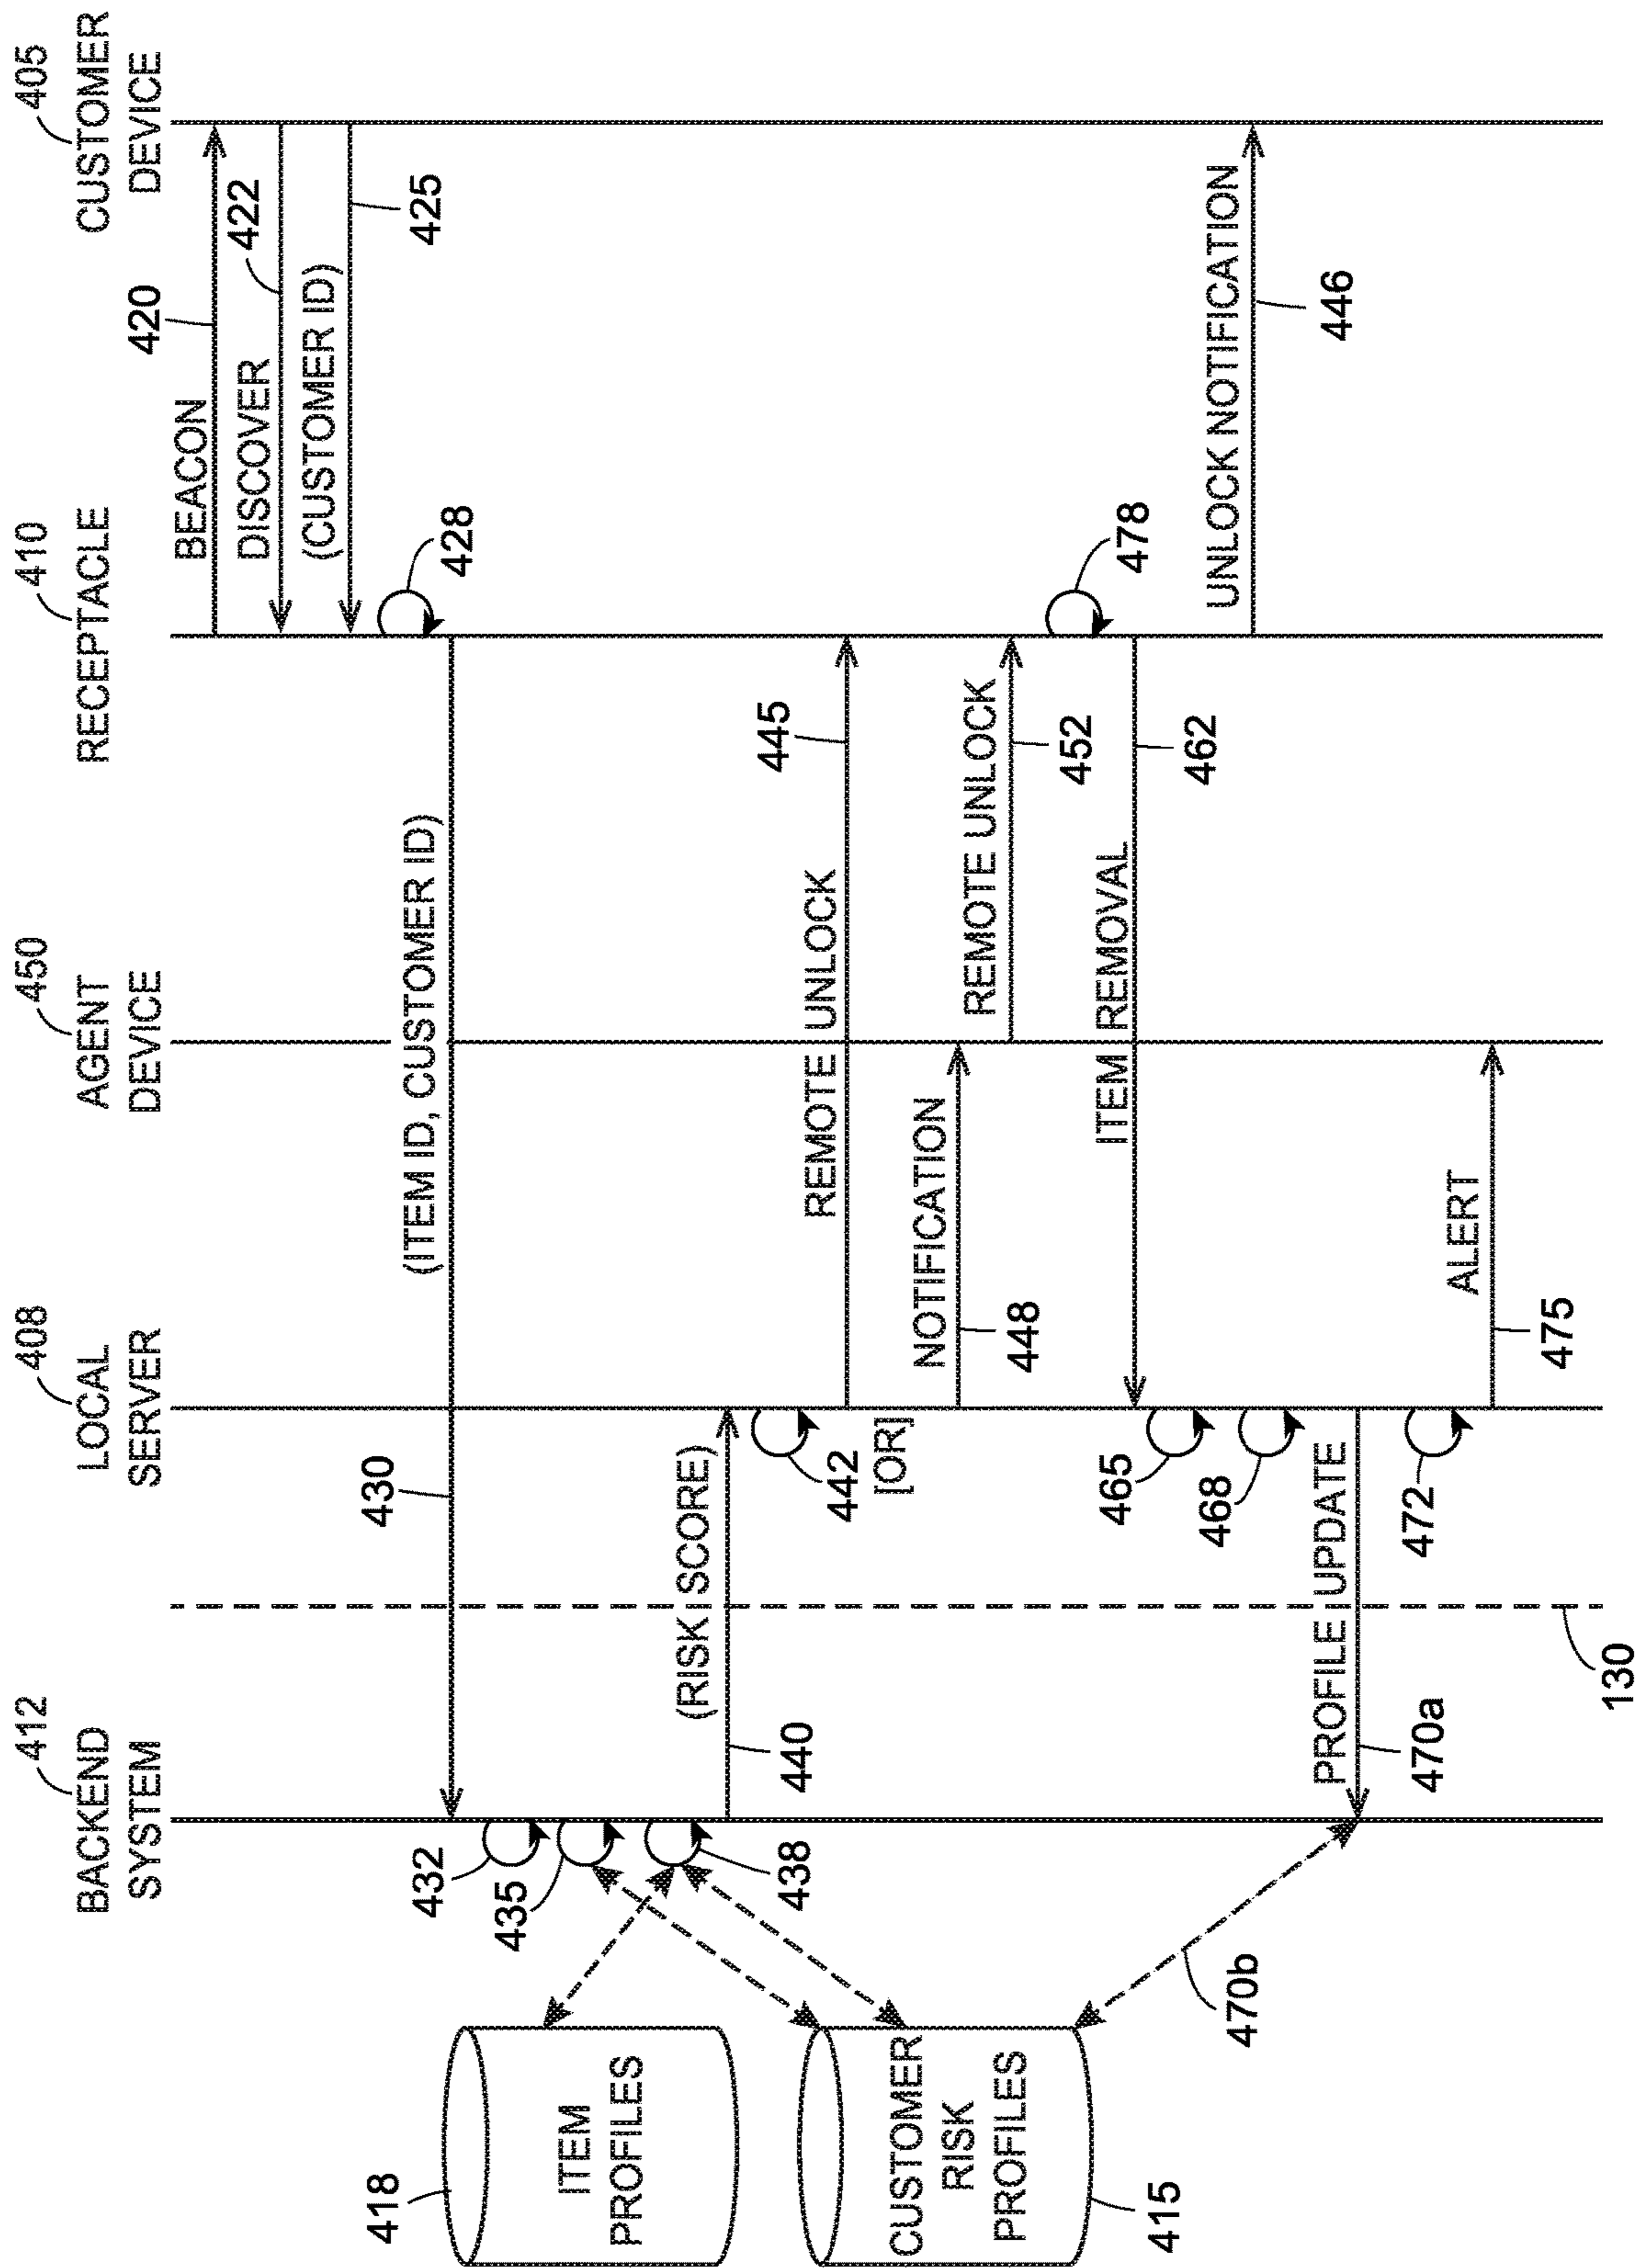 412
BACKEND
SYSTEM
408
LOCAL
SERVER
450
AGENT
DEVICE
410
RECEPTACLE
405
CUSTOMER
DEVICE
BEACON
420
DISCOVER
422
(CUSTOMER ID)
425
428
430
(ITEM ID, CUSTOMER ID)
418
ITEM
PROFILES
432
435
438
(RISK SCORE)
440
442
[OR]
REMOTE UNLOCK
445
NOTIFICATION
448
REMOTE UNLOCK
452
CUSTOMER
RISK
PROFILES
415
478
ITEM REMOVAL
462
465
468
UNLOCK NOTIFICATION
446
PROFILE UPDATE
470a
470b
472
ALERT
475
130